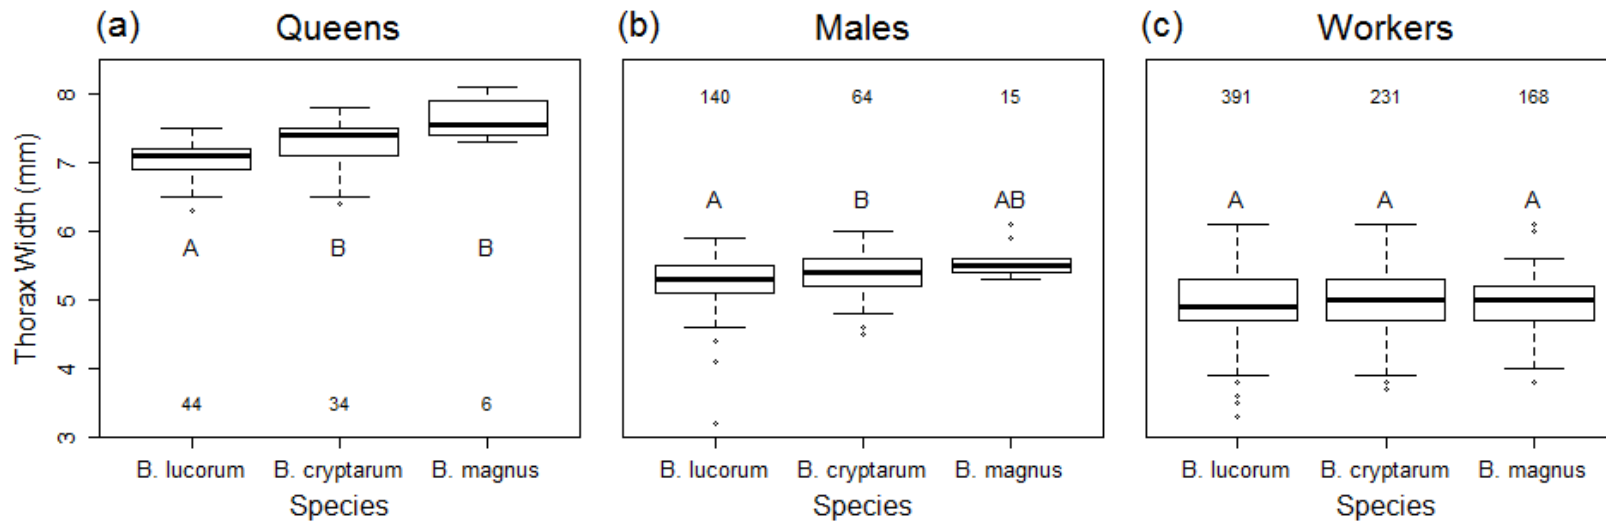 (a) Queens
(b) Males
(c) Workers
Thorax Width (mm)
8
7
6
5
4
3
A B B
44 34 6
B. lucorum B. cryptarum B. magnus
Species
140 64 15
A B AB
B. lucorum B. cryptarum B. magnus
Species
391 231 168
A A A
B. lucorum B. cryptarum B. magnus
Species